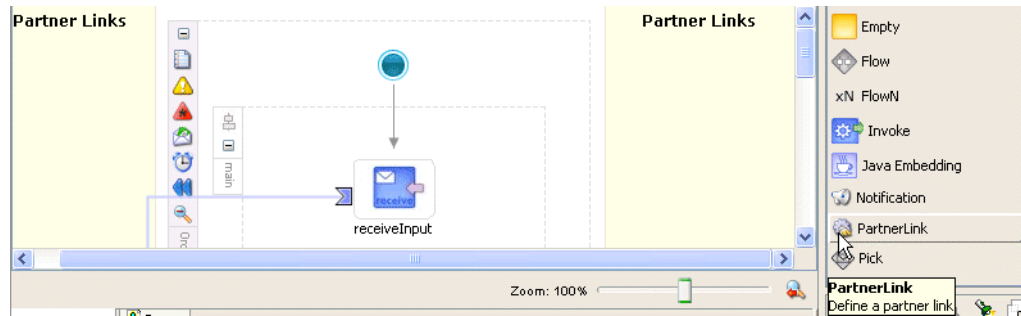 Partner Links
Partner Links
main
receive
receiveInput
Orc
Zoom: 100%
Empty
Flow
xN FlowN
Invoke
Java Embedding
Notification
PartnerLink
Pick
PartnerLink
Define a partner link